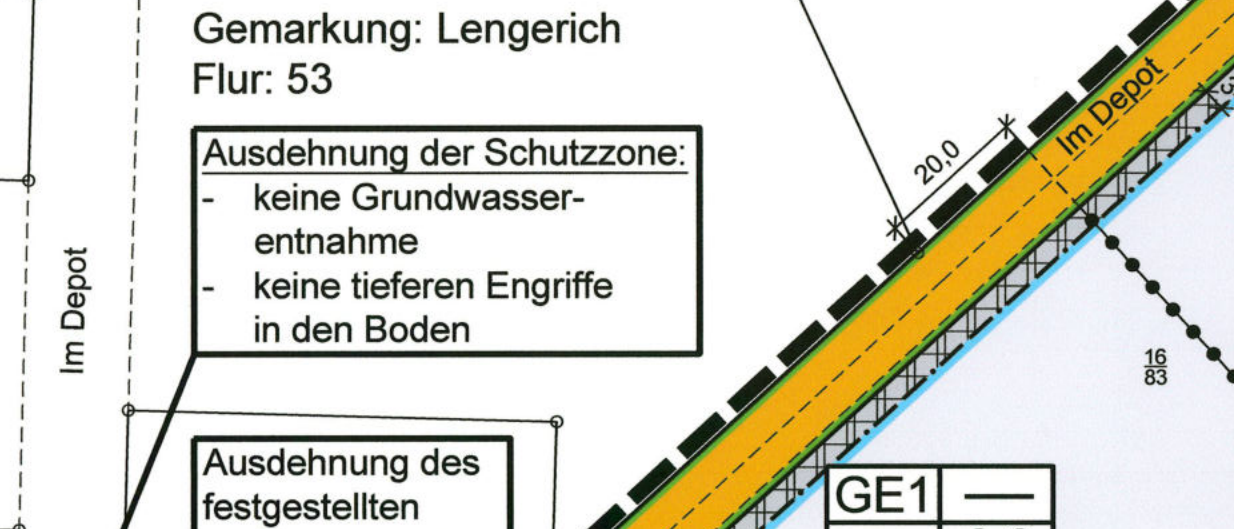 Gemarkung: Lengerich
Flur: 53
Ausdehnung der Schutzzone:
- keine Grundwasser-
entnahme
- keine tieferen Engriffe
in den Boden
Im Depot
Ausdehnung des
festgestellten
20,0
Im Depot
16
83
GE1 —